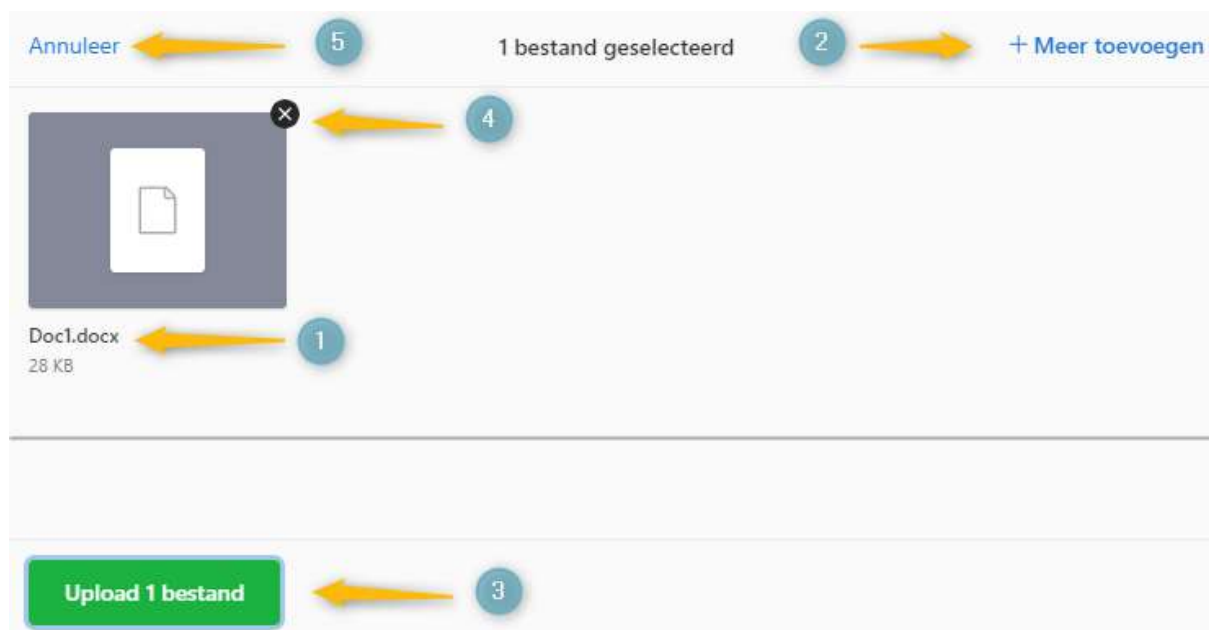 Annuleer 5 1 bestand geselecteerd 2 + Meer toevoegen
4
Doc1.docx 1
28 KB
Upload 1 bestand 3